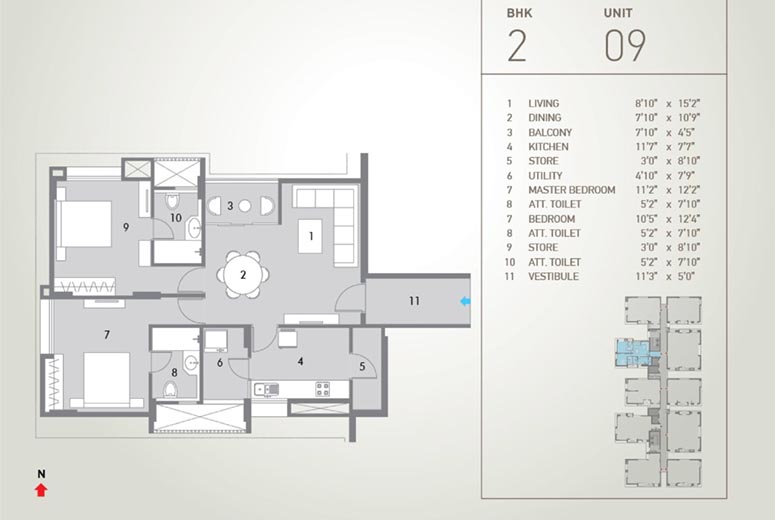 BHK UNIT
2 09
1 LIVING 8'10" x 15'2"
2 DINING 7'10" x 10'9"
3 BALCONY 7'10" x 4'5"
4 KITCHEN 11'7" x 7'7"
5 STORE 3'0" x 8'10"
6 UTILITY 4'10" x 7'9"
7 MASTER BEDROOM 11'2" x 12'2"
8 ATT. TOILET 5'2" x 7'10"
7 BEDROOM 10'5" x 12'4"
8 ATT. TOILET 5'2" x 7'10"
9 STORE 3'0" x 8'10"
10 ATT. TOILET 5'2" x 7'10"
11 VESTIBULE 11'3" x 5'0"
3
10
9
1
2
11
7
4
6
8
5
N